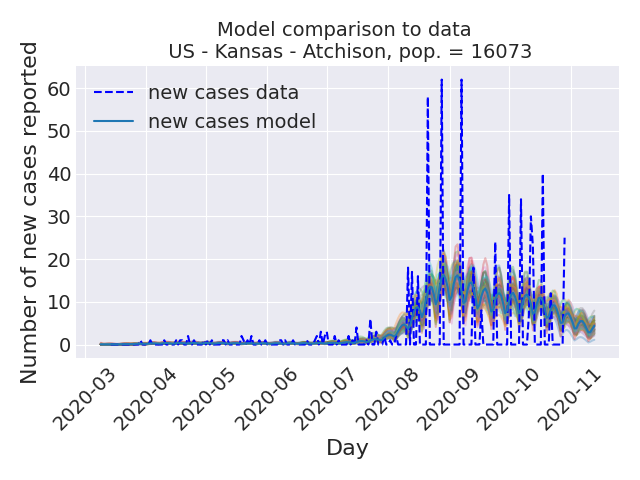 Model comparison to data
US - Kansas - Atchison, pop. = 16073
Number of new cases reported
60
50
40
30
20
10
0
new cases data
new cases model
2020-03
2020-04
2020-05
2020-06
2020-07
2020-08
2020-09
2020-10
2020-11
Day